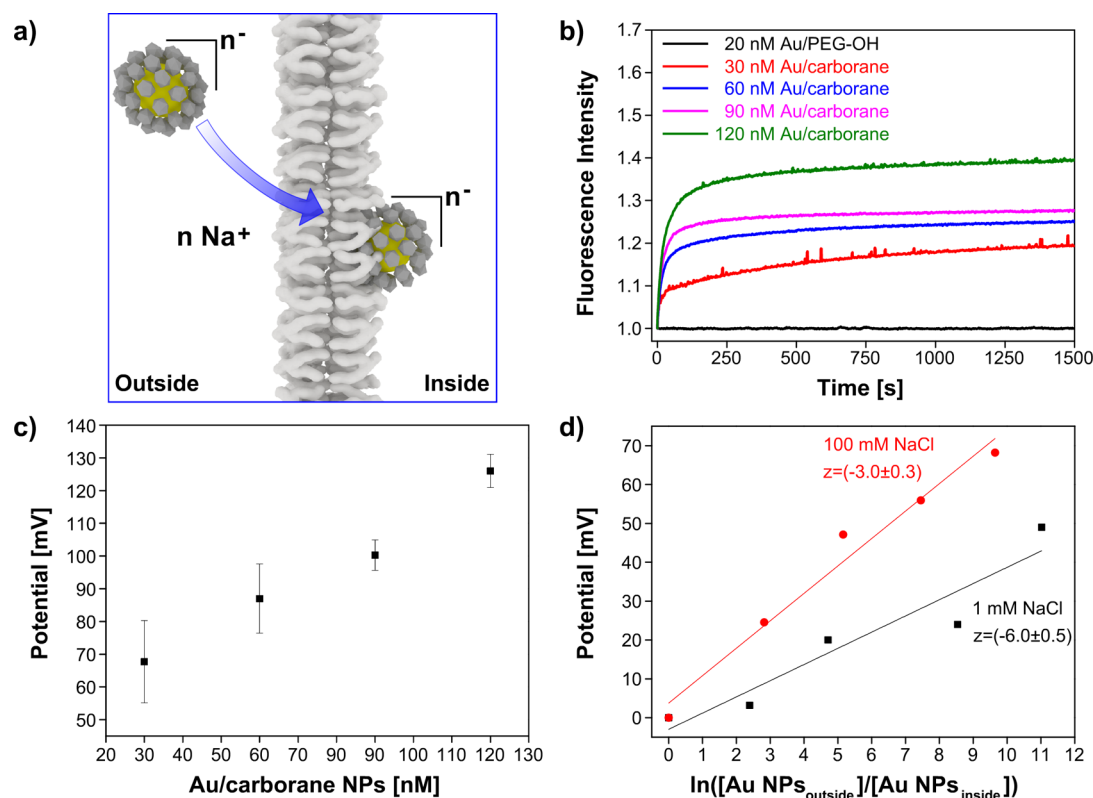 a)
n-
n-
n Na+
Outside
Inside
b)
Fluorescence Intensity
1.7
1.6
1.5
1.4
1.3
1.2
1.1
1.0
20 nM Au/PEG-OH
30 nM Au/carborane
60 nM Au/carborane
90 nM Au/carborane
120 nM Au/carborane
0 250 500 750 1000 1250 1500
Time [s]
c)
Potential [mV]
140
130
120
110
100
90
80
70
60
50
20 30 40 50 60 70 80 90 100 110 120 130
Au/carborane NPs [nM]
d)
Potential [mV]
70
60
50
40
30
20
10
0
100 mM NaCl
z=(-3.0±0.3)
1 mM NaCl
z=(-6.0±0.5)
0 1 2 3 4 5 6 7 8 9 10 11 12
ln([Au NPsoutside]/[Au NPsinside])